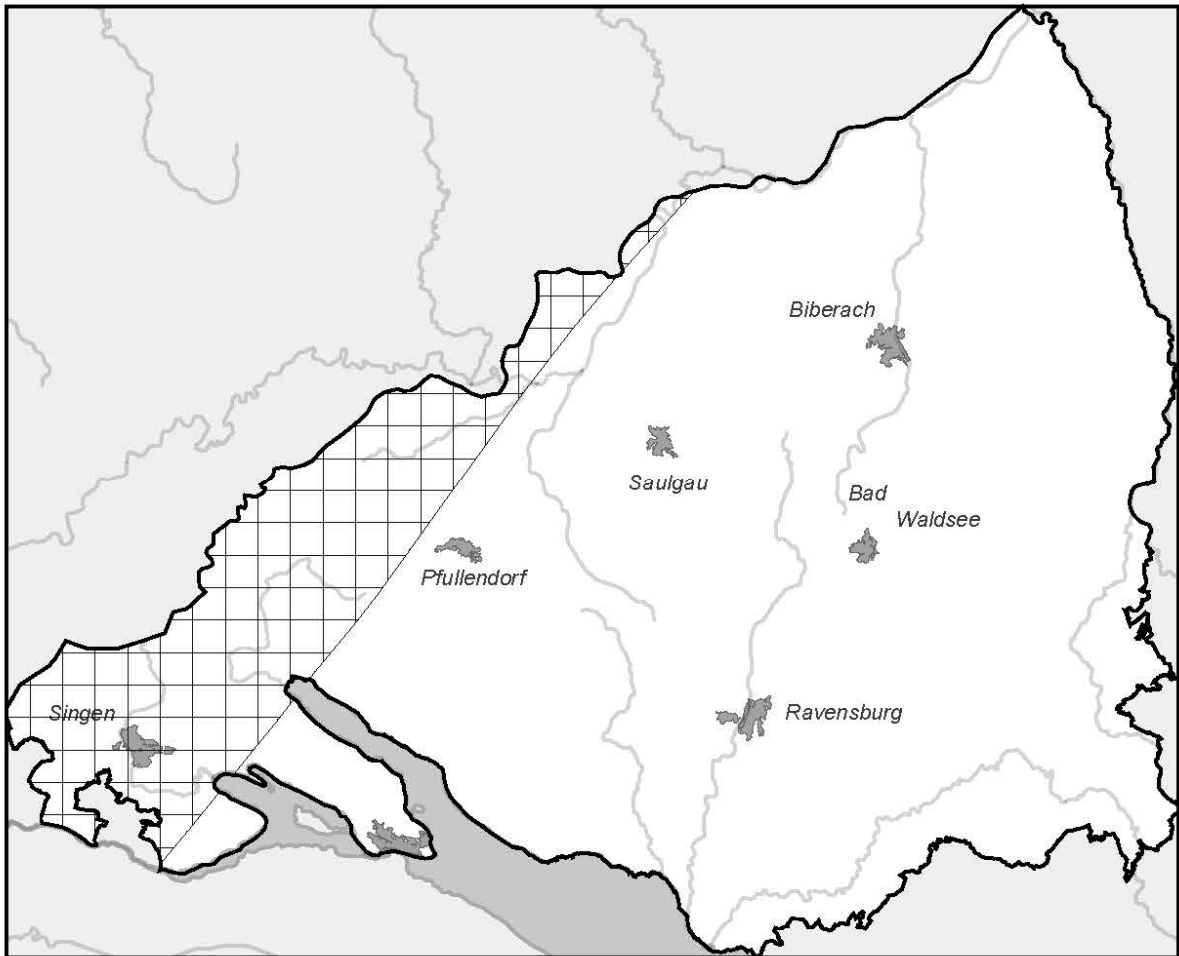 Biberach
Saulgau
Bad
Waldsee
Pfullendorf
Singen
Ravensburg